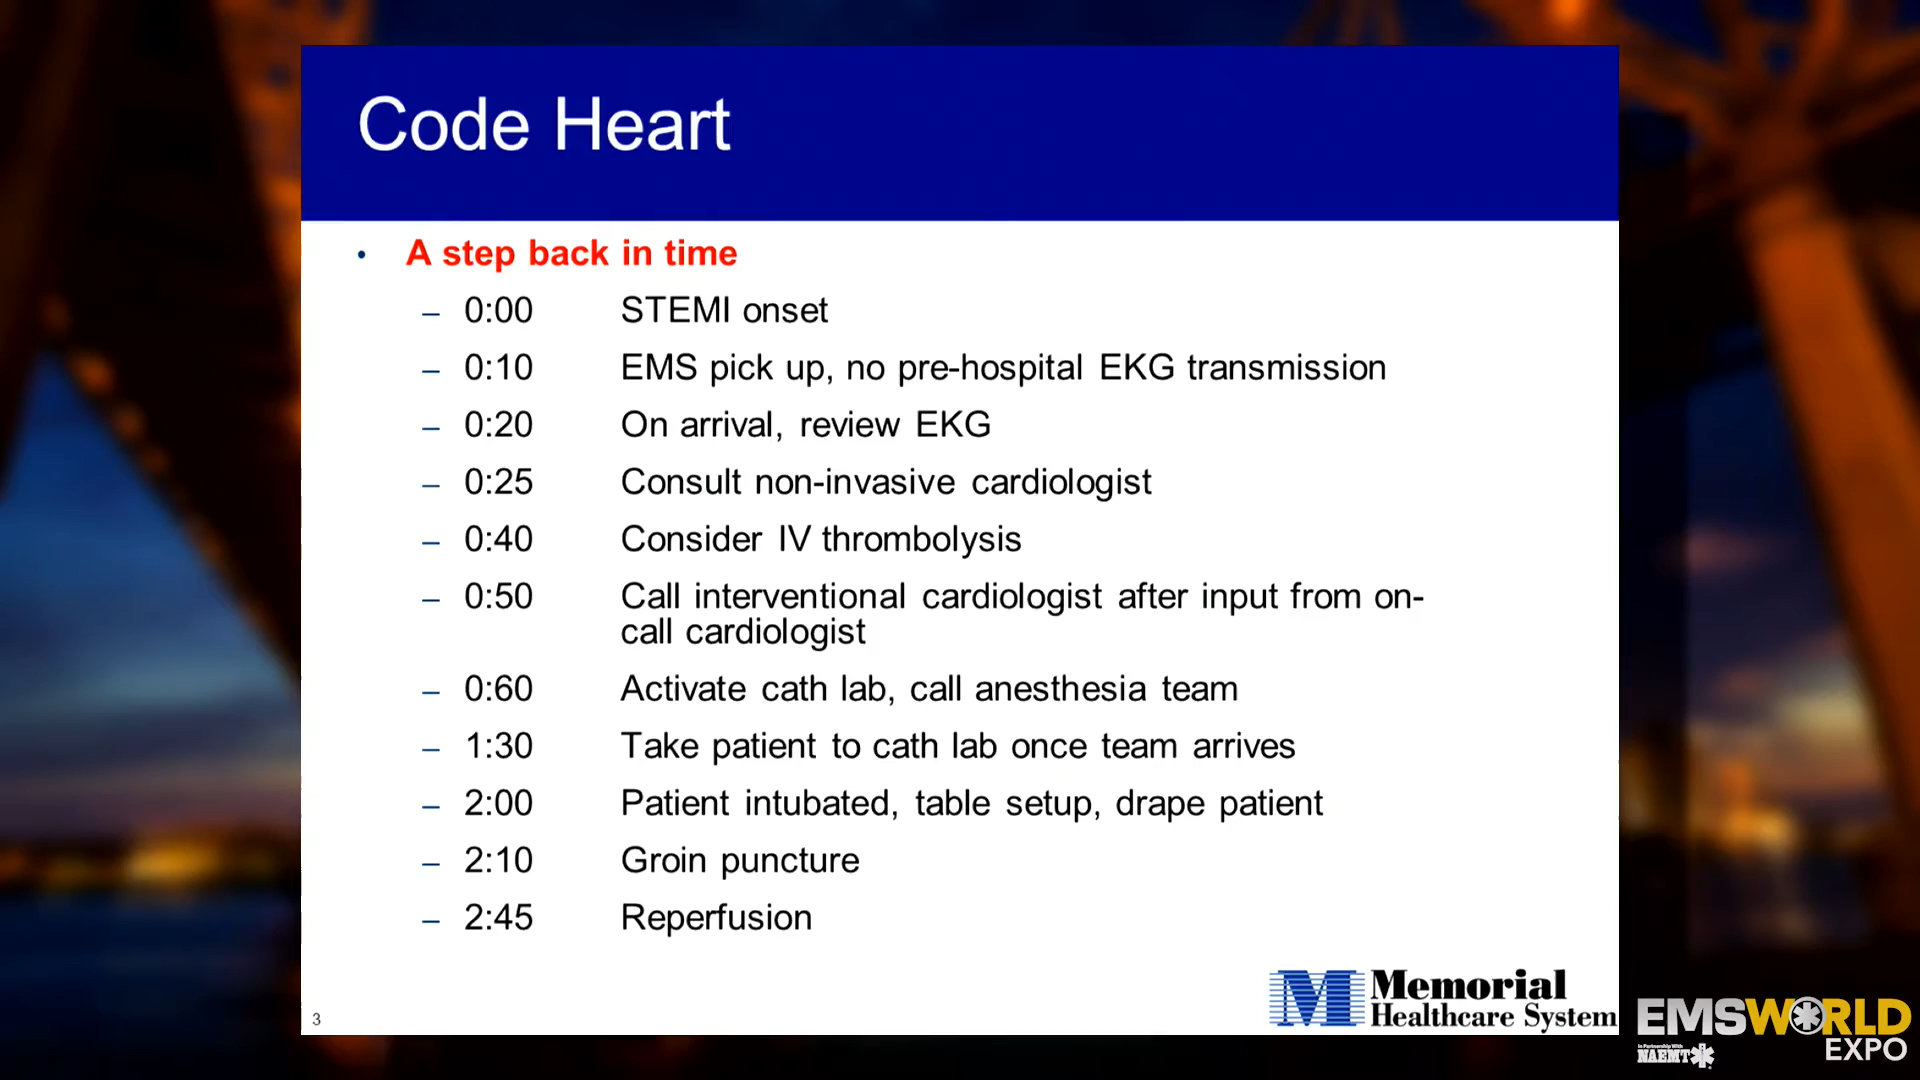 Code Heart
• A step back in time
– 0:00 STEMI onset
– 0:10 EMS pick up, no pre-hospital EKG transmission
– 0:20 On arrival, review EKG
– 0:25 Consult non-invasive cardiologist
– 0:40 Consider IV thrombolysis
– 0:50 Call interventional cardiologist after input from on-
call cardiologist
– 0:60 Activate cath lab, call anesthesia team
– 1:30 Take patient to cath lab once team arrives
– 2:00 Patient intubated, table setup, drape patient
– 2:10 Groin puncture
– 2:45 Reperfusion
3
M Memorial
Healthcare System
EMSWORLD
EXPO
In Partnership With
NAEMT